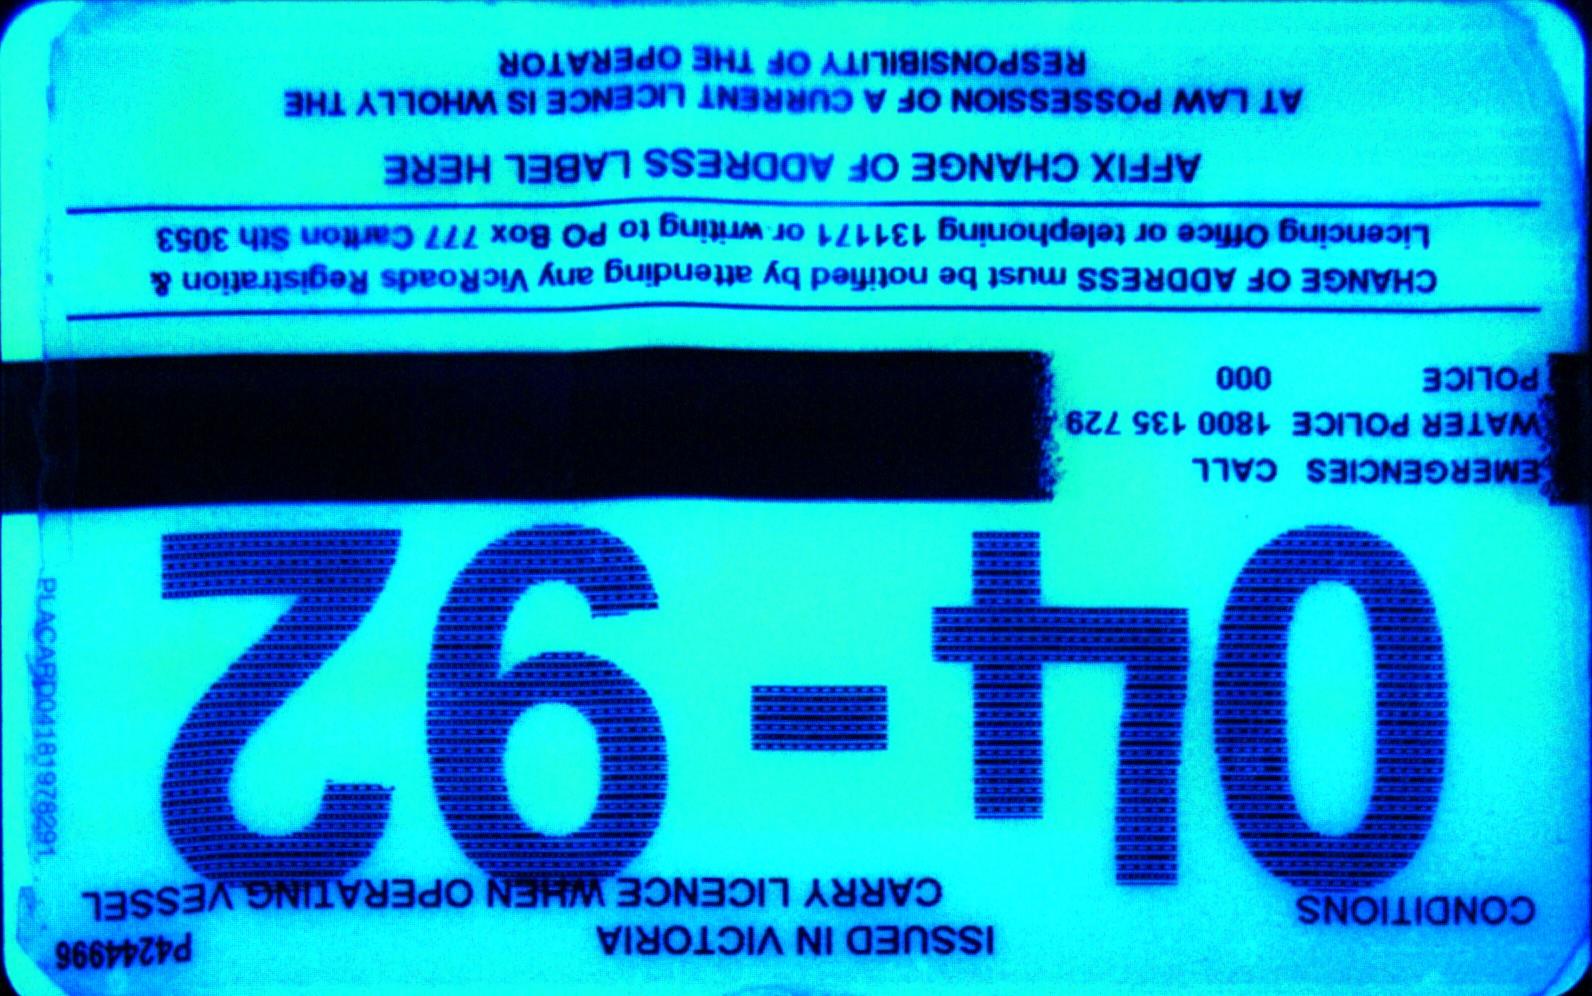 P4244996
ISSUED IN VICTORIA
CONDITIONS CARRY LICENCE WHEN OPERATING VESSEL
04-92
EMERGENCIES CALL
WATER POLICE 1800 135 729
POLICE 000
CHANGE OF ADDRESS must be notified by attending any VicRoads Registration &
Licencing Office or telephoning 131171 or writing to PO Box 777 Carlton Sth 3053
AFFIX CHANGE OF ADDRESS LABEL HERE
AT LAW POSSESSION OF A CURRENT LICENCE IS WHOLLY THE
RESPONSIBILITY OF THE OPERATOR
PLACABD041819782291